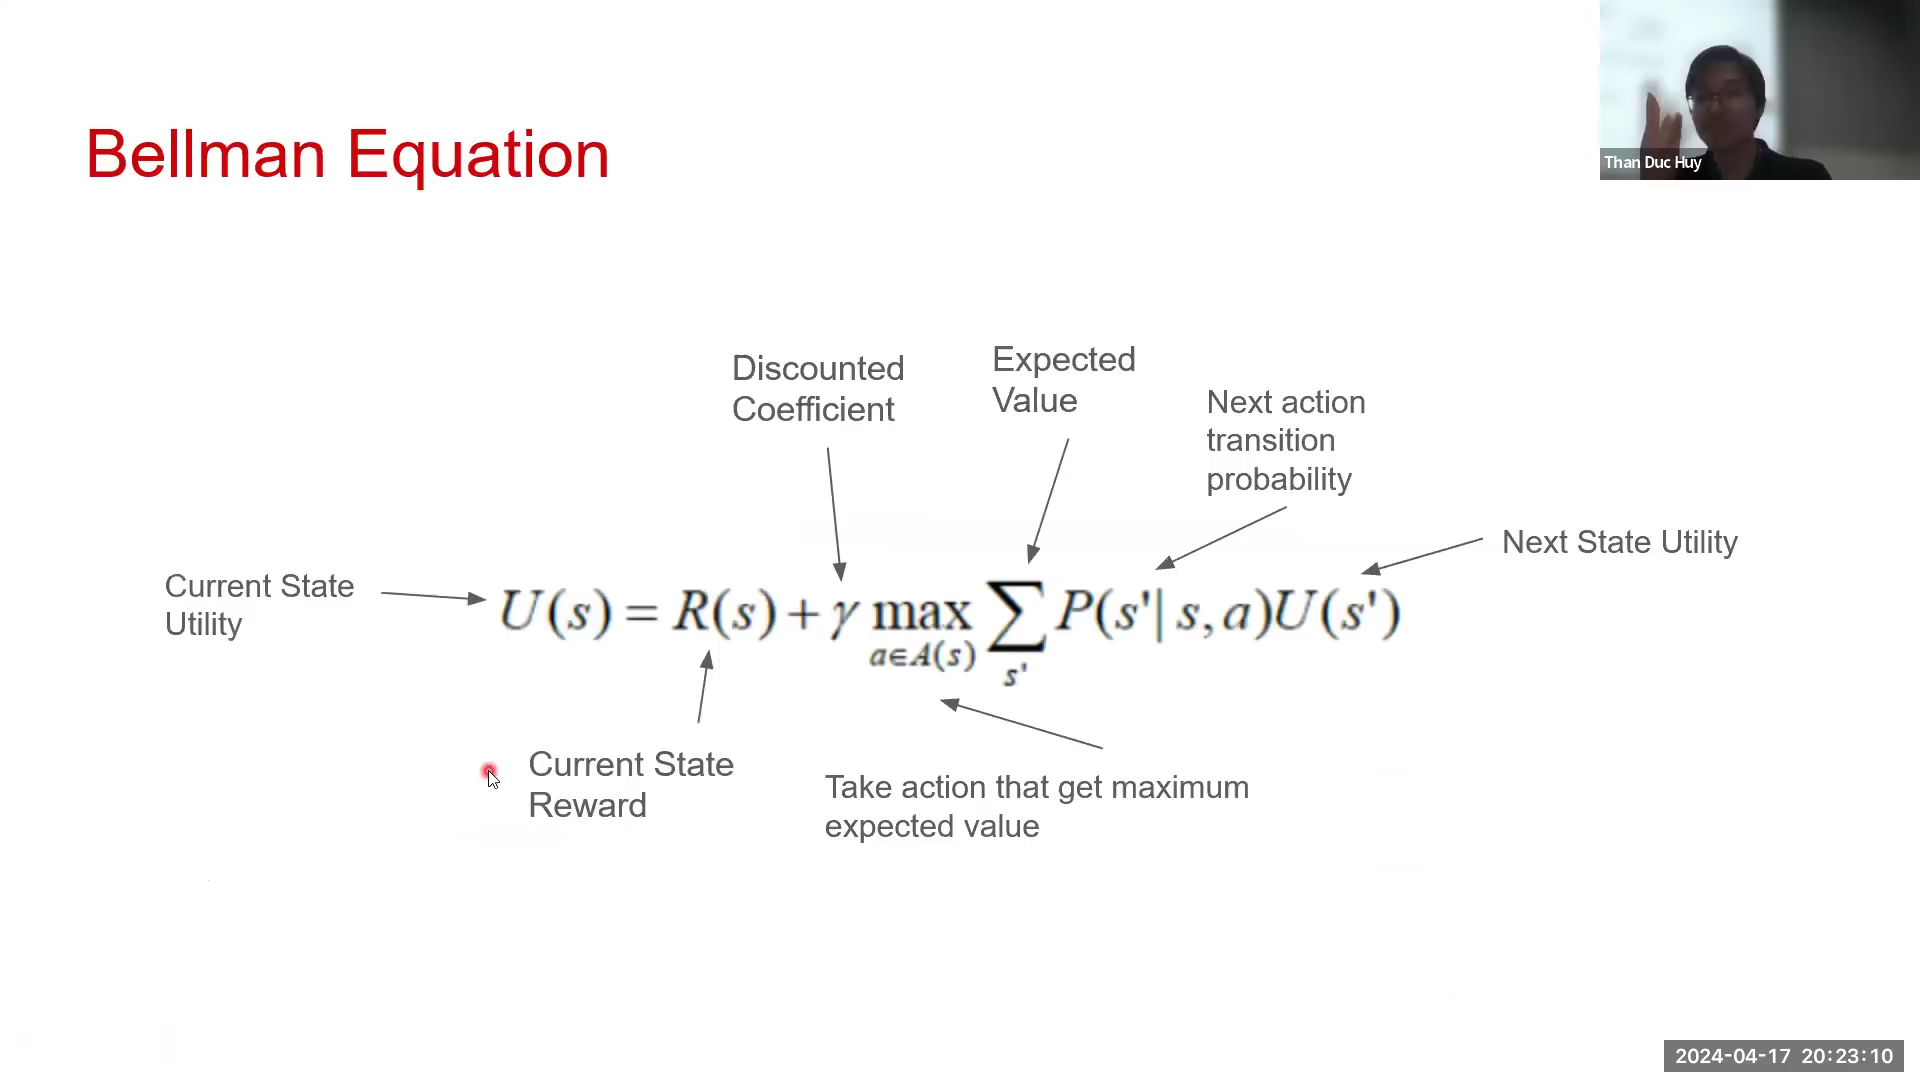 Bellman Equation
Than Duc Huy
Discounted
Coefficient
Expected
Value
Next action
transition
probability
Next State Utility
Current State
Utility
U(s) = R(s) + γ max ∑ P(s'| s, a)U(s')
a∈A(s) s'
Current State
Reward
Take action that get maximum
expected value
2024-04-17 20:23:10